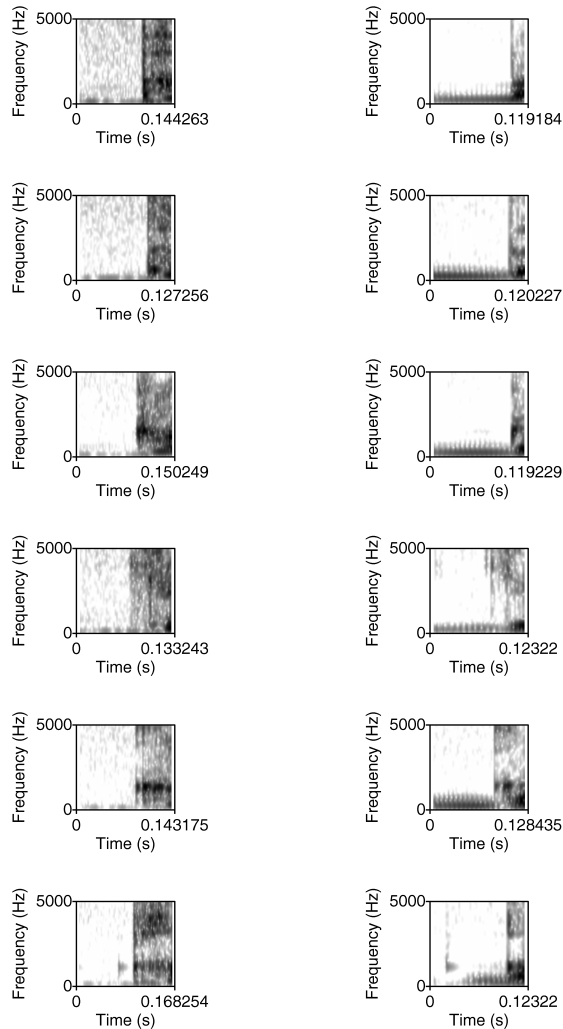 Frequency (Hz)
5000
0
0 0.144263
Time (s)
Frequency (Hz)
5000
0
0 0.119184
Time (s)
Frequency (Hz)
5000
0
0 0.127256
Time (s)
Frequency (Hz)
5000
0
0 0.120227
Time (s)
Frequency (Hz)
5000
0
0 0.150249
Time (s)
Frequency (Hz)
5000
0
0 0.119229
Time (s)
Frequency (Hz)
5000
0
0 0.133243
Time (s)
Frequency (Hz)
5000
0
0 0.12322
Time (s)
Frequency (Hz)
5000
0
0 0.143175
Time (s)
Frequency (Hz)
5000
0
0 0.128435
Time (s)
Frequency (Hz)
5000
0
0 0.168254
Time (s)
Frequency (Hz)
5000
0
0 0.12322
Time (s)